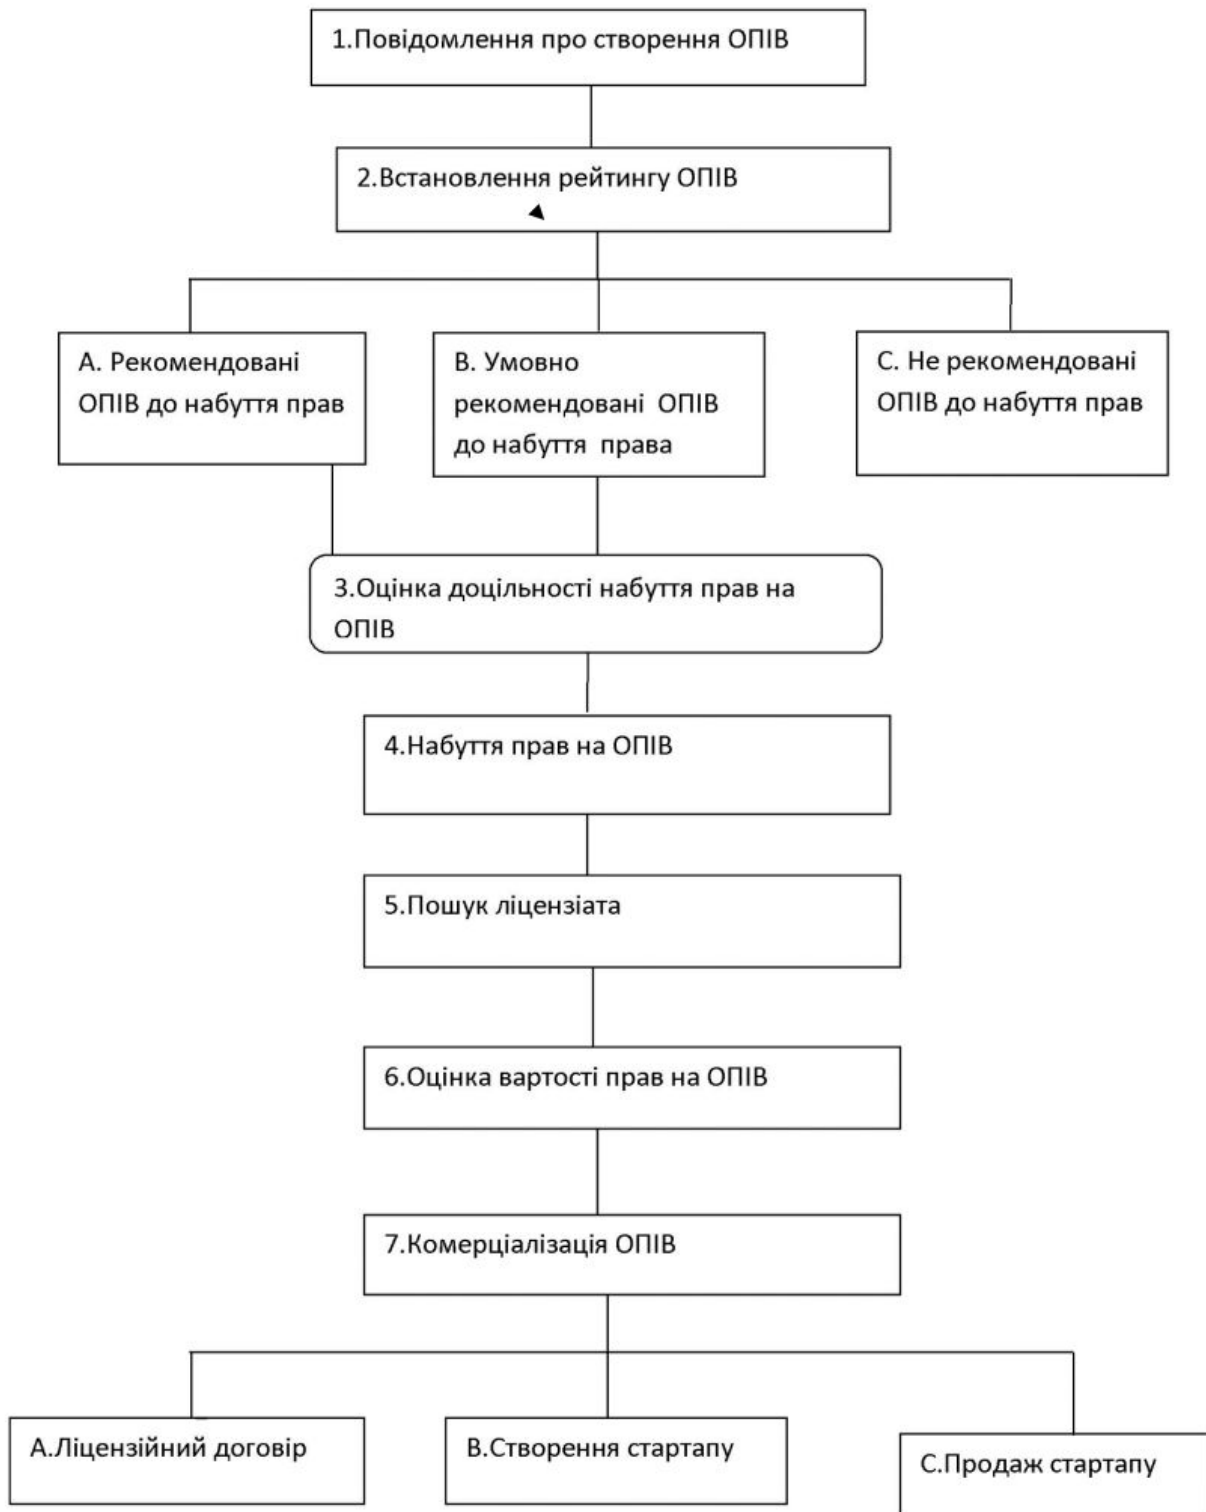 1.Повідомлення про створення ОПІВ
2.Встановлення рейтингу ОПІВ
А. Рекомендовані
ОПІВ до набуття прав
В. Умовно
рекомендовані ОПІВ
до набуття права
С. Не рекомендовані
ОПІВ до набуття прав
3.Оцінка доцільності набуття прав на
ОПІВ
4.Набуття прав на ОПІВ
5.Пошук ліцензіата
6.Оцінка вартості прав на ОПІВ
7.Комерціалізація ОПІВ
А.Ліцензійний договір
В.Створення стартапу
С.Продаж стартапу